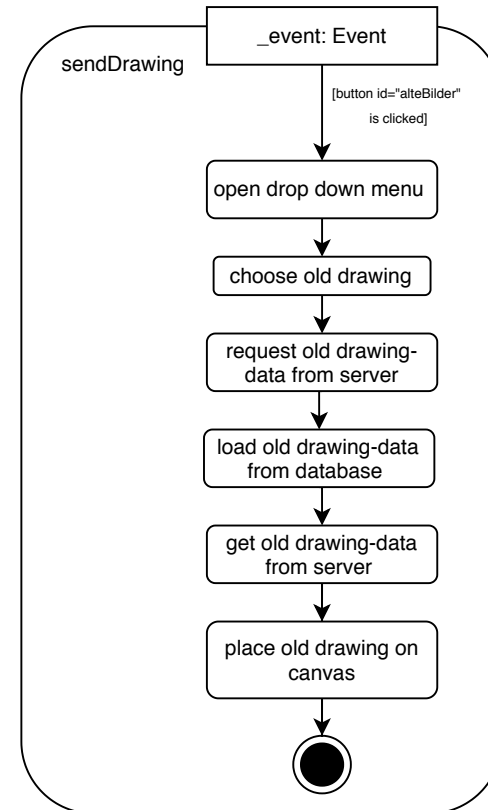 _event: Event
sendDrawing
[button id="alteBilder"
is clicked]
open drop down menu
choose old drawing
request old drawing-
data from server
load old drawing-data
from database
get old drawing-data
from server
place old drawing on
canvas